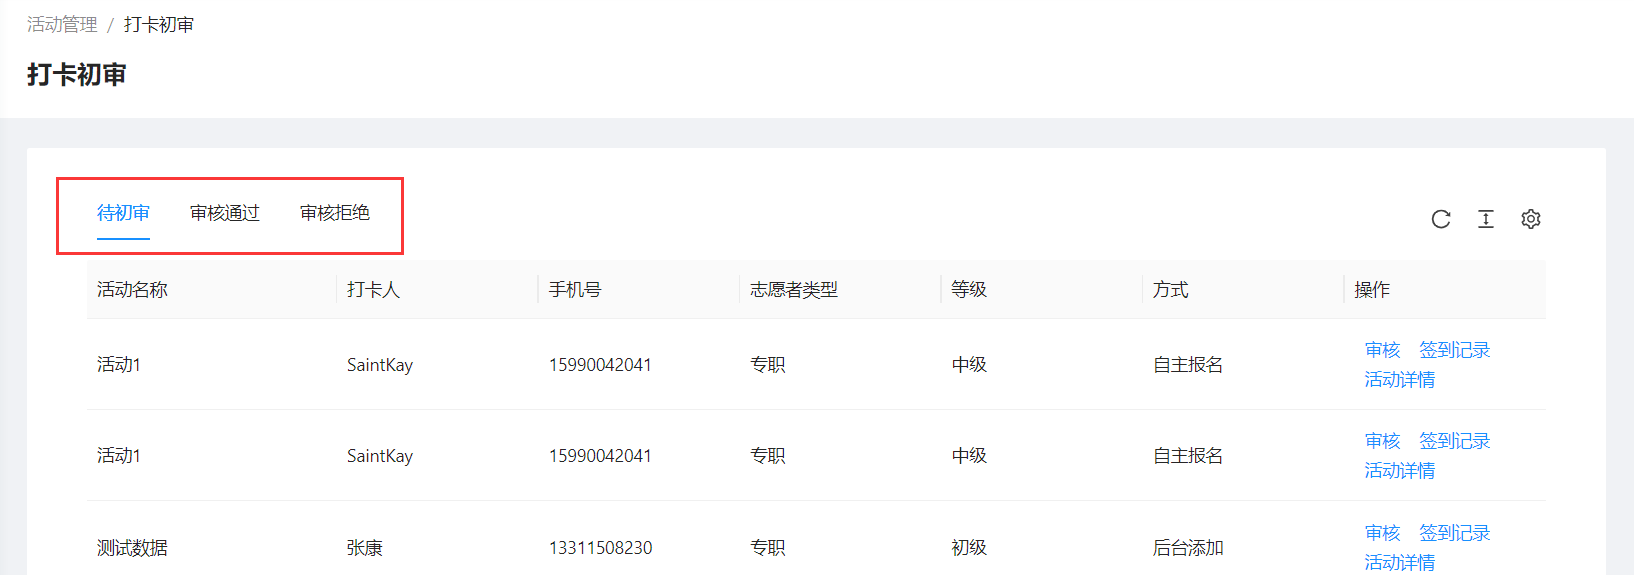 活动管理 / 打卡初审
打卡初审
待初审 审核通过 审核拒绝
活动名称 打卡人 手机号 志愿者类型 等级 方式 操作
活动1 SaintKay 15990042041 专职 中级 自主报名 审核 签到记录
活动详情
活动1 SaintKay 15990042041 专职 中级 自主报名 审核 签到记录
活动详情
测试数据 张康 13311508230 专职 初级 后台添加 审核 签到记录
活动详情